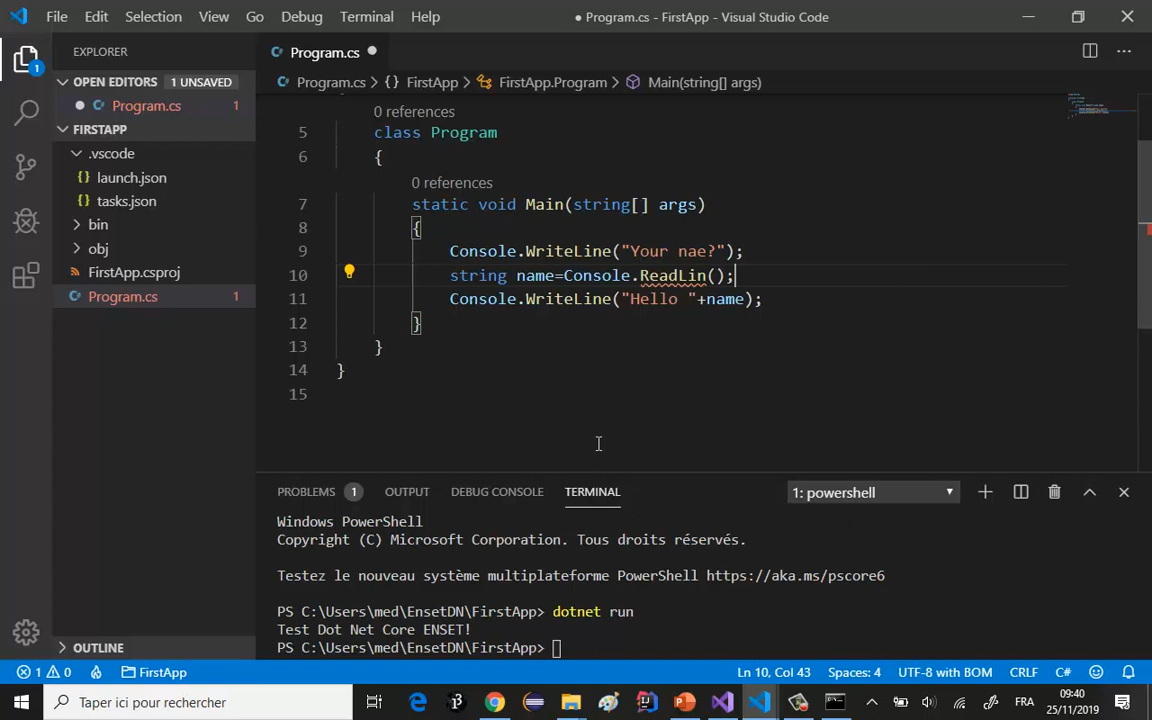 File Edit Selection View Go Debug Terminal Help ● Program.cs - FirstApp - Visual Studio Code
EXPLORER
Program.cs
OPEN EDITORS 1 UNSAVED
Program.cs > { } FirstApp > FirstApp.Program > Main(string[] args)
Program.cs 1
FIRSTAPP
.vscode
launch.json
tasks.json
bin
obj
FirstApp.csproj
Program.cs 1
OUTLINE
0 references
5 class Program
6 {
0 references
7 static void Main(string[] args)
8 {
9 Console.WriteLine("Your nae?");
10 string name=Console.ReadLin();
11 Console.WriteLine("Hello "+name);
12 }
13 }
14 }
15
PROBLEMS 1 OUTPUT DEBUG CONSOLE TERMINAL 1: powershell
Windows PowerShell
Copyright (C) Microsoft Corporation. Tous droits réservés.
Testez le nouveau système multiplateforme PowerShell https://aka.ms/pscore6
PS C:\Users\med\EnsetDN\FirstApp> dotnet run
Test Dot Net Core ENSET!
PS C:\Users\med\EnsetDN\FirstApp>
1 0 FirstApp Ln 10, Col 43 Spaces: 4 UTF-8 with BOM CRLF C#
Taper ici pour rechercher FRA 09:40
25/11/2019